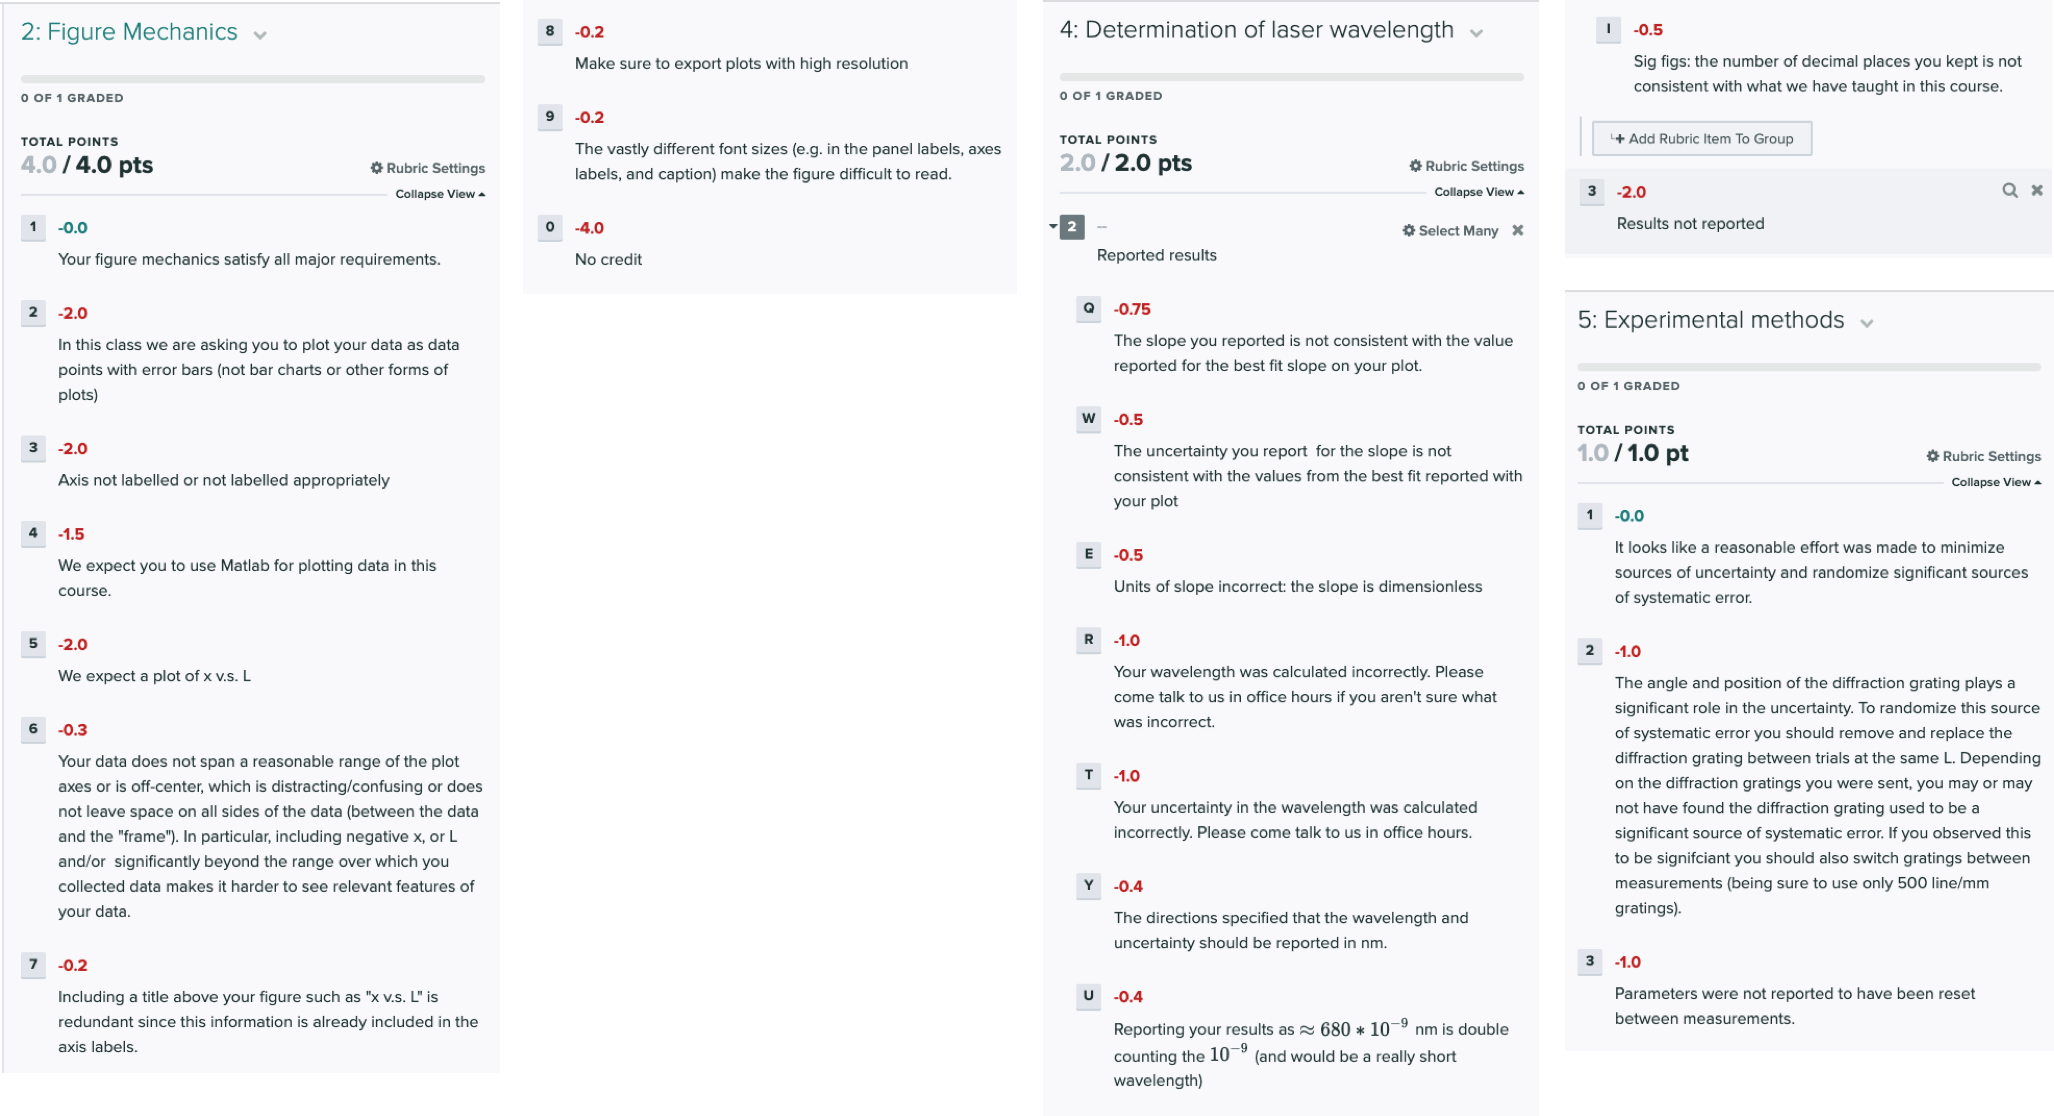 2: Figure Mechanics
0 OF 1 GRADED
TOTAL POINTS
4.0 / 4.0 pts
Rubric Settings
Collapse View
1 -0.0
Your figure mechanics satisfy all major requirements.
2 -2.0
In this class we are asking you to plot your data as data
points with error bars (not bar charts or other forms of
plots)
3 -2.0
Axis not labelled or not labelled appropriately
4 -1.5
We expect you to use Matlab for plotting data in this
course.
5 -2.0
We expect a plot of x v.s. L
6 -0.3
Your data does not span a reasonable range of the plot
axes or is off-center, which is distracting/confusing or does
not leave space on all sides of the data (between the data
and the "frame"). In particular, including negative x, or L
and/or significantly beyond the range over which you
collected data makes it harder to see relevant features of
your data.
7 -0.2
Including a title above your figure such as "x v.s. L" is
redundant since this information is already included in the
axis labels.
8 -0.2
Make sure to export plots with high resolution
9 -0.2
The vastly different font sizes (e.g. in the panel labels, axes
labels, and caption) make the figure difficult to read.
0 -4.0
No credit
4: Determination of laser wavelength
0 OF 1 GRADED
TOTAL POINTS
2.0 / 2.0 pts
Rubric Settings
Collapse View
2 --
Select Many
Reported results
Q -0.75
The slope you reported is not consistent with the value
reported for the best fit slope on your plot.
W -0.5
The uncertainty you report for the slope is not
consistent with the values from the best fit reported with
your plot
E -0.5
Units of slope incorrect: the slope is dimensionless
R -1.0
Your wavelength was calculated incorrectly. Please
come talk to us in office hours if you aren't sure what
was incorrect.
T -1.0
Your uncertainty in the wavelength was calculated
incorrectly. Please come talk to us in office hours.
Y -0.4
The directions specified that the wavelength and
uncertainty should be reported in nm.
U -0.4
Reporting your results as ≈ 680 * 10⁻⁹ nm is double
counting the 10⁻⁹ (and would be a really short
wavelength)
I -0.5
Sig figs: the number of decimal places you kept is not
consistent with what we have taught in this course.
Add Rubric Item To Group
3 -2.0
Results not reported
5: Experimental methods
0 OF 1 GRADED
TOTAL POINTS
1.0 / 1.0 pt
Rubric Settings
Collapse View
1 -0.0
It looks like a reasonable effort was made to minimize
sources of uncertainty and randomize significant sources
of systematic error.
2 -1.0
The angle and position of the diffraction grating plays a
significant role in the uncertainty. To randomize this source
of systematic error you should remove and replace the
diffraction grating between trials at the same L. Depending
on the diffraction gratings you were sent, you may or may
not have found the diffraction grating used to be a
significant source of systematic error. If you observed this
to be signifciant you should also switch gratings between
measurements (being sure to use only 500 line/mm
gratings).
3 -1.0
Parameters were not reported to have been reset
between measurements.